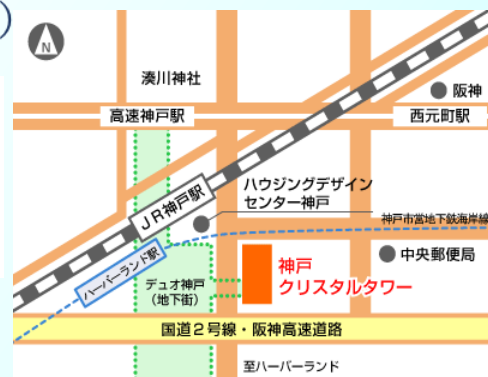 N
湊川神社
阪神
高速神戸駅
西元町駅
JR神戸駅
ハウジングデザイン
センター神戸
神戸市営地下鉄海岸線
ハーバーランド駅
中央郵便局
デュオ神戸
(地下街)
神戸
クリスタルタワー
国道2号線・阪神高速道路
至ハーバーランド